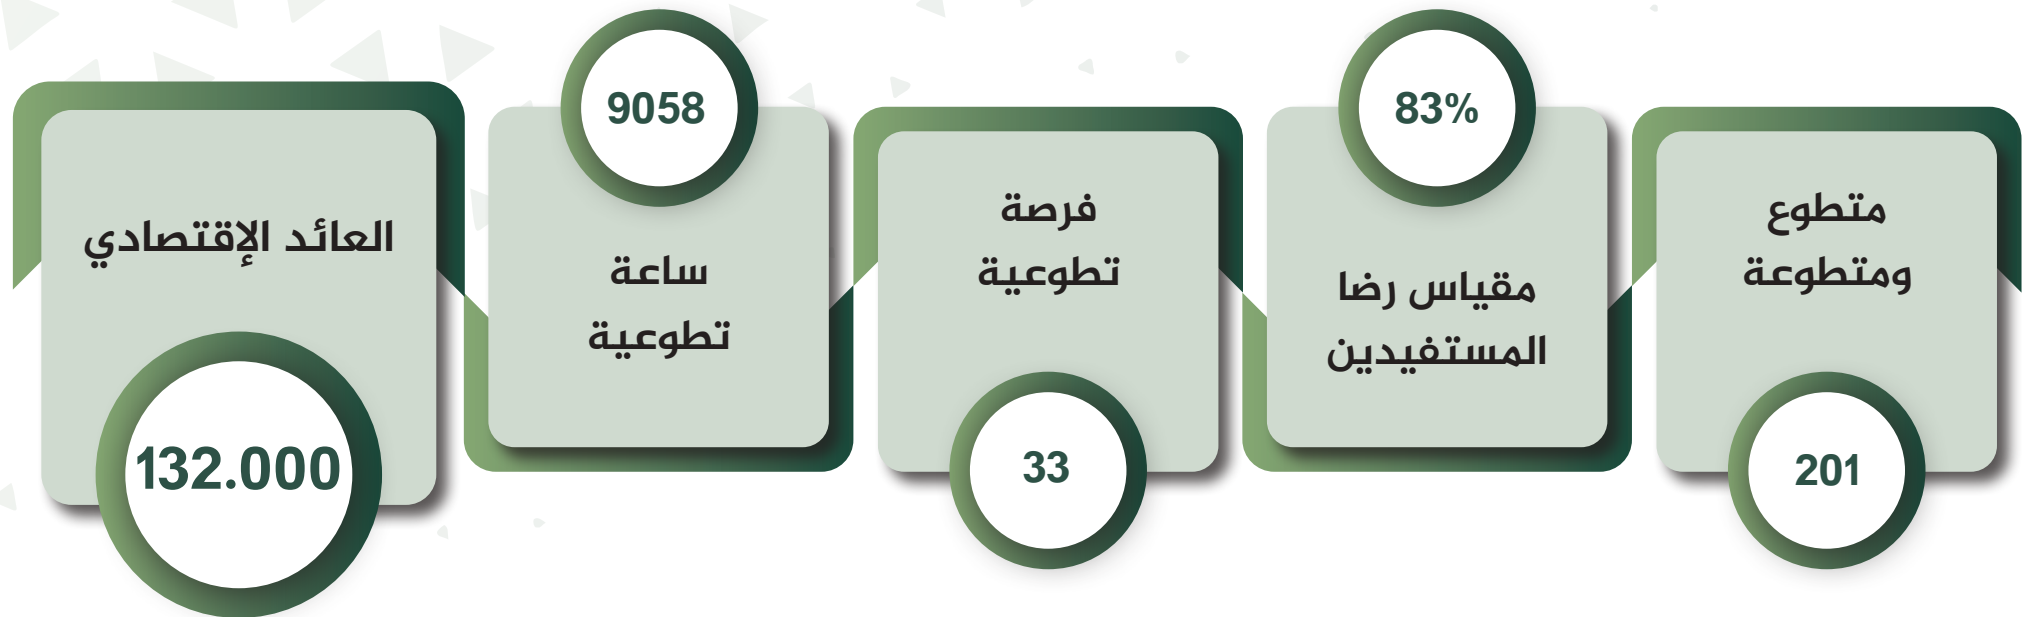 متطوع
ومتطوعة
201
83%
مقياس رضا
المستفيدين
فرصة
تطوعية
33
9058
ساعة
تطوعية
العائد الإقتصادي
132.000